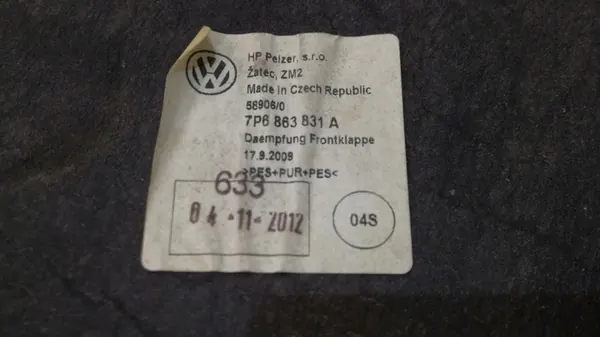 HP Pelzer, s.r.o.
Žatec, ZM2
Made in Czech Republic
58906/0
7P6 863 831 A
Daempfung Frontklappe
17.9.2009
>PES+PUR+PES<
633
04-11-2012
04S